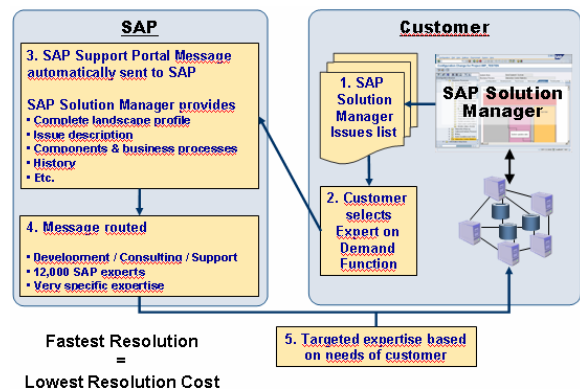 SAP
3. SAP Support Portal Message
automatically sent to SAP
SAP Solution Manager provides
• Complete landscape profile
• Issue description
• Components & business processes
• History
• Etc.
4. Message routed
• Development / Consulting / Support
• 12,000 SAP experts
• Very specific expertise
Fastest Resolution
=
Lowest Resolution Cost
Customer
1. SAP
Solution
Manager
Issues list
SAP Solution
Manager
2. Customer
selects
Expert on
Demand
Function
5. Targeted expertise based
on needs of customer